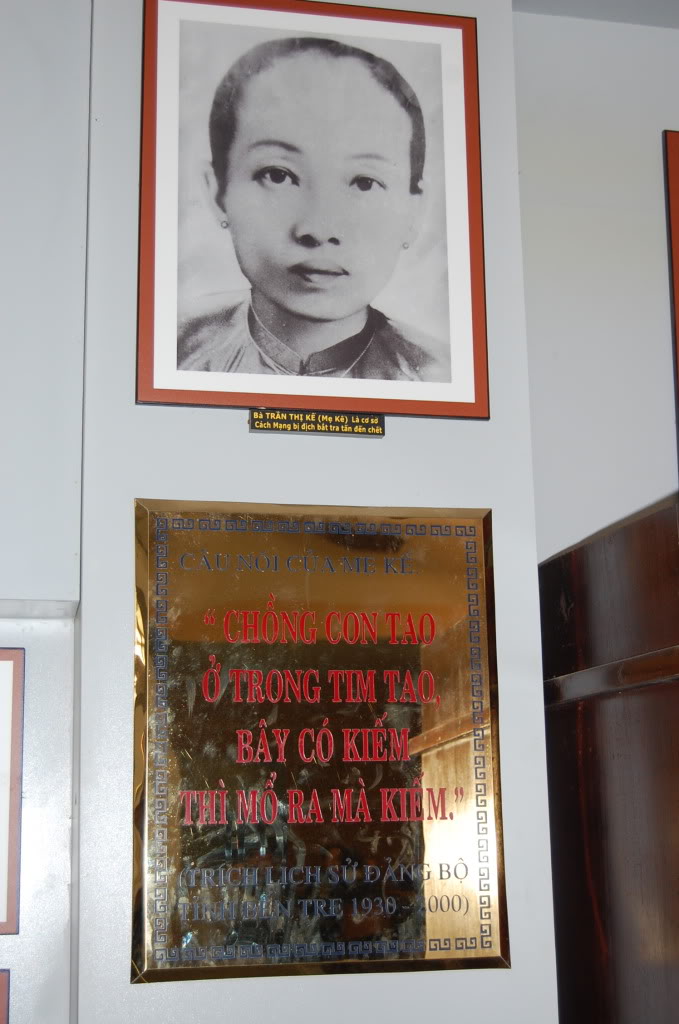 Bà TRẦN THỊ KẾ (Mẹ Kế) Là cơ sở
Cách Mạng bị địch bắt tra tấn đến chết
CÂU NÓI CỦA MẸ KẾ
“ CHỒNG CON TAO
Ở TRONG TIM TAO,
BÂY CÓ KIẾM
THÌ MỔ RA MÀ KIẾM.”
(TRÍCH LỊCH SỬ ĐẢNG BỘ
TỈNH BẾN TRE 1930 - 2000)